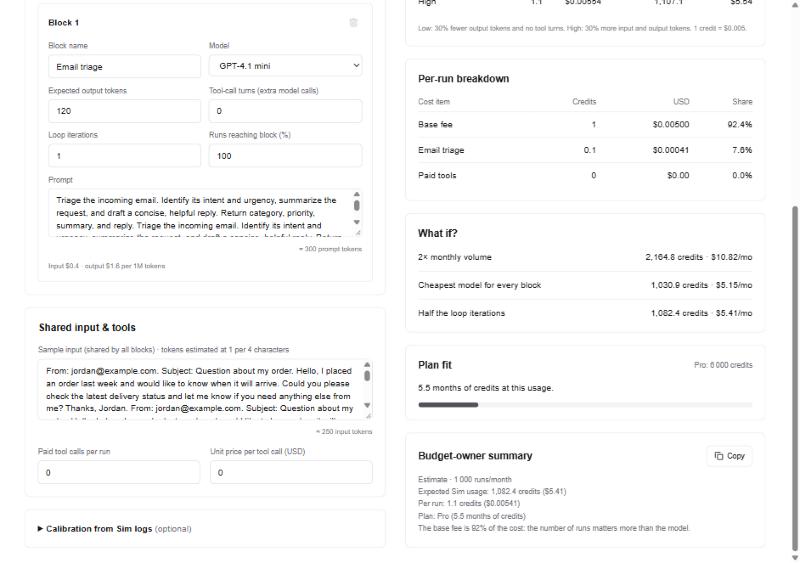 Block 1
Block name
Model
Email triage
GPT-4.1 mini
Expected output tokens
Tool-call turns (extra model calls)
120
0
Loop iterations
Runs reaching block (%)
1
100
Prompt
Triage the incoming email. Identify its intent and urgency, summarize the
request, and draft a concise, helpful reply. Return category, priority,
summary, and reply. Triage the incoming email. Identify its intent and
≈ 300 prompt tokens
Input $0.4 · output $1.6 per 1M tokens
Shared input & tools
Sample input (shared by all blocks) · tokens estimated at 1 per 4 characters
From: jordan@example.com. Subject: Question about my order. Hello, I placed
an order last week and would like to know when it will arrive. Could you please
check the latest delivery status and let me know if you need anything else from
me? Thanks, Jordan. From: jordan@example.com. Subject: Question about my
≈ 250 input tokens
Paid tool calls per run
Unit price per tool call (USD)
0
0
▶ Calibration from Sim logs (optional)
High 1.1 $0.00554 1,107.1 $5.54
Low: 30% fewer output tokens and no tool turns. High: 30% more input and output tokens. 1 credit = $0.005.
Per-run breakdown
Cost item Credits USD Share
Base fee 1 $0.00500 92.4%
Email triage 0.1 $0.00041 7.6%
Paid tools 0 $0.00 0.0%
What if?
2× monthly volume 2,164.8 credits · $10.82/mo
Cheapest model for every block 1,030.9 credits · $5.15/mo
Half the loop iterations 1,082.4 credits · $5.41/mo
Plan fit Pro: 6 000 credits
5.5 months of credits at this usage.
Budget-owner summary
Copy
Estimate · 1 000 runs/month
Expected Sim usage: 1,082.4 credits ($5.41)
Per run: 1.1 credits ($0.00541)
Plan: Pro (5.5 months of credits)
The base fee is 92% of the cost: the number of runs matters more than the model.